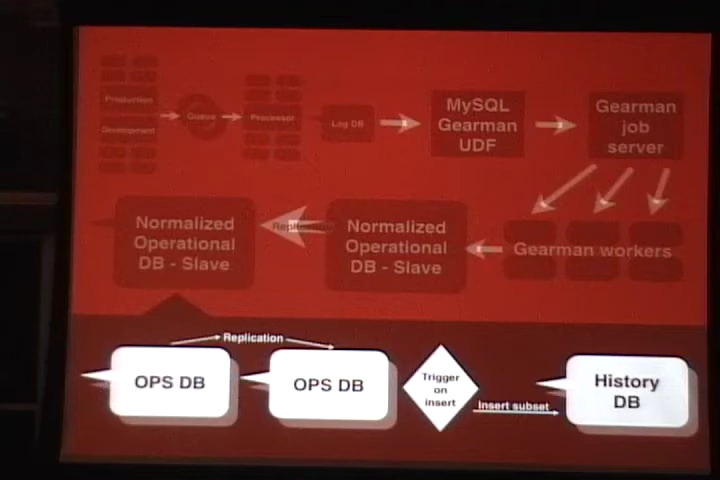 Production
Development
Queue
Processor
Log DB
MySQL
Gearman
UDF
Gearman
job
server
Normalized
Operational
DB - Slave
Replication
Normalized
Operational
DB - Slave
Gearman workers
Replication
OPS DB
OPS DB
Trigger
on
insert
Insert subset
History
DB